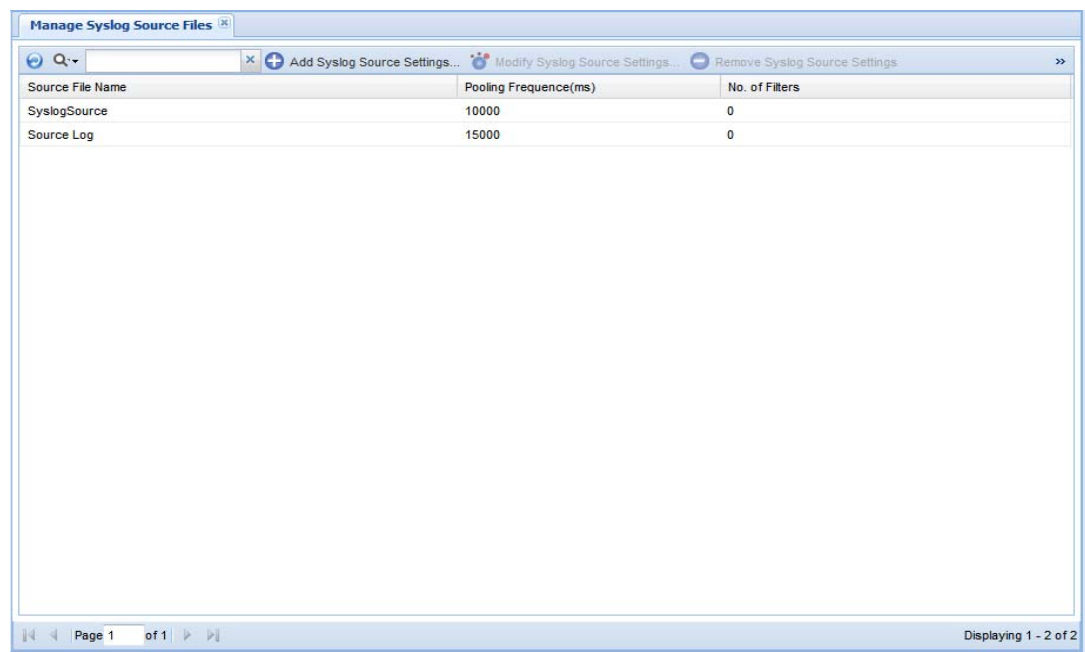 Manage Syslog Source Files
Add Syslog Source Settings... Modify Syslog Source Settings... Remove Syslog Source Settings »
Source File Name Pooling Frequence(ms) No. of Filters
SyslogSource 10000 0
Source Log 15000 0
Page 1 of 1 Displaying 1 - 2 of 2